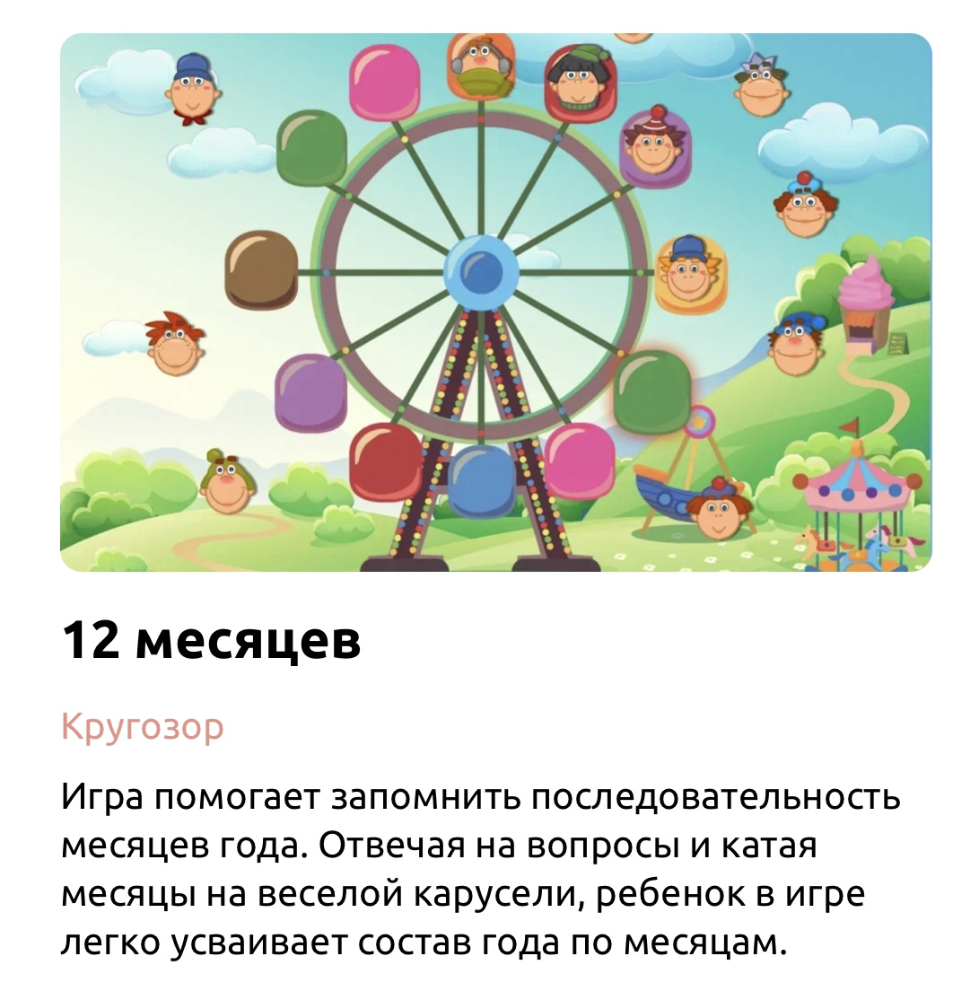 12 месяцев
Кругозор
Игра помогает запомнить последовательность
месяцев года. Отвечая на вопросы и катая
месяцы на веселой карусели, ребенок в игре
легко усваивает состав года по месяцам.